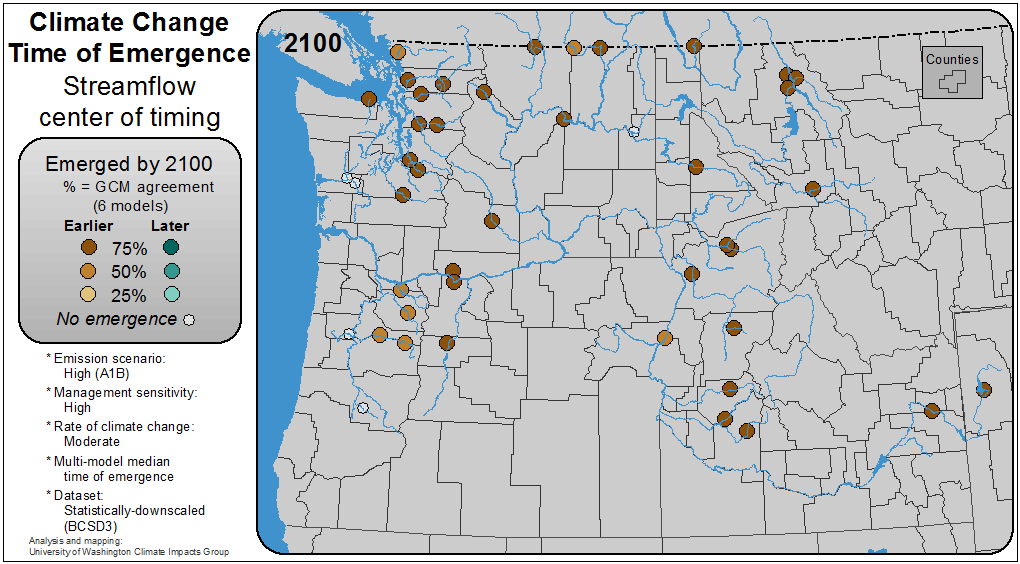 Climate Change
Time of Emergence
Streamflow
center of timing
Emerged by 2100
% = GCM agreement
(6 models)
Earlier Later
75%
50%
25%
No emergence
* Emission scenario:
High (A1B)
* Management sensitivity:
High
* Rate of climate change:
Moderate
* Multi-model median
time of emergence
* Dataset:
Statistically-downscaled
(BCSD3)
Analysis and mapping:
University of Washington Climate Impacts Group
2100
Counties